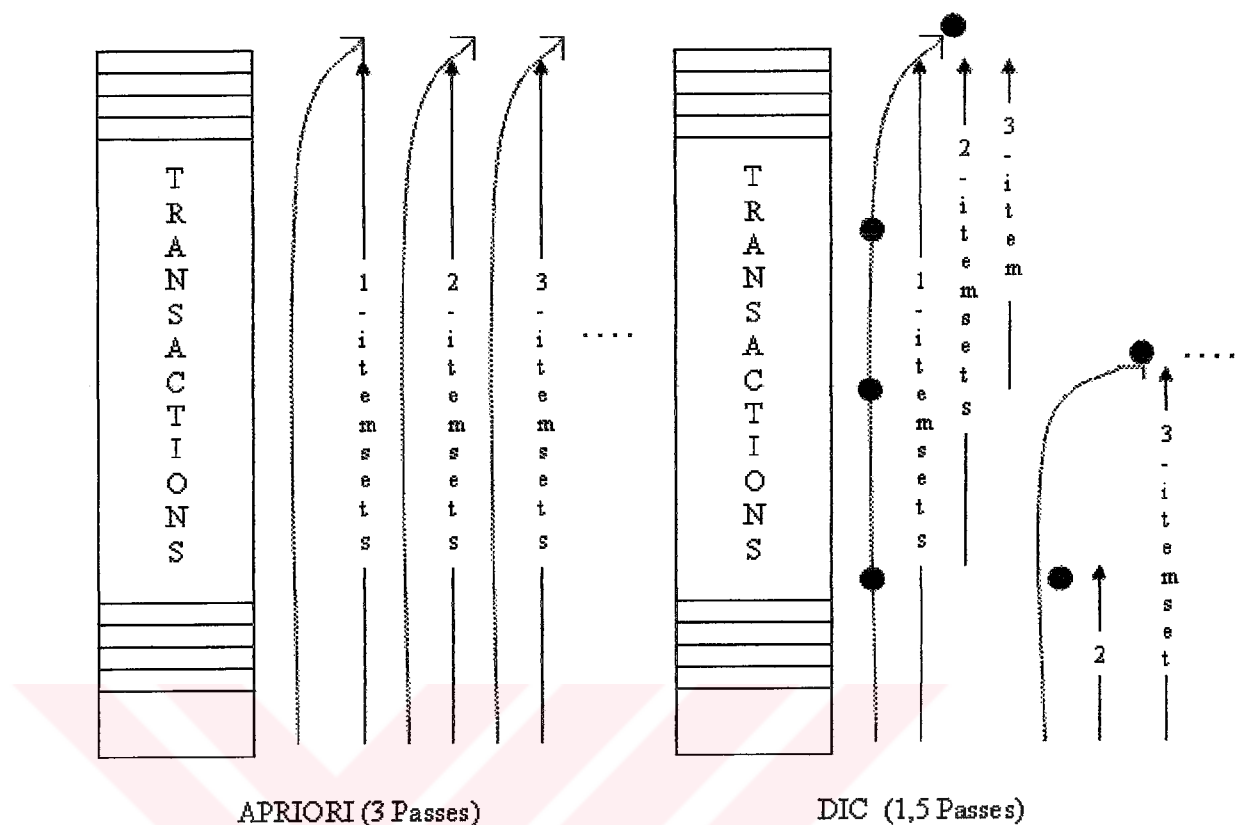 TRANSACTIONS
1-itemsets
2-itemsets
3-itemsets
....
APRIORI (3 Passes)
TRANSACTIONS
1-itemsets
2-itemsets
3-item
2
3-itemset
....
DIC (1,5 Passes)